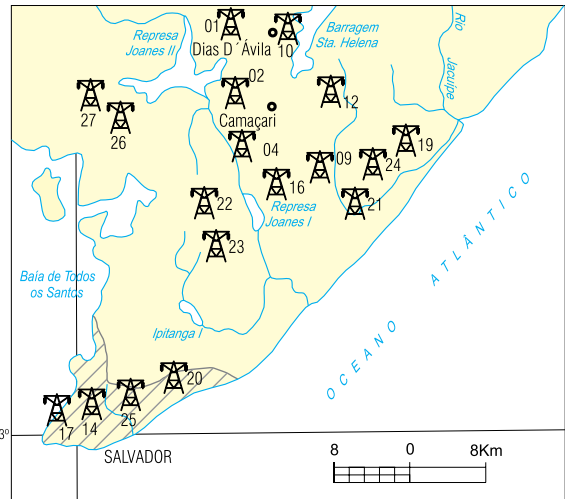 01
10
Represa
Joanes II
Dias D´Ávila
Barragem
Sta. Helena
Rio
Jacuipe
02
12
27
26
Camaçari
04
09
19
24
16
21
22
Represa
Joanes I
23
Baía de Todos
os Santos
OCEANO ATLÂNTICO
Ipitanga I
20
25
14
17
3º
SALVADOR
8 0 8Km